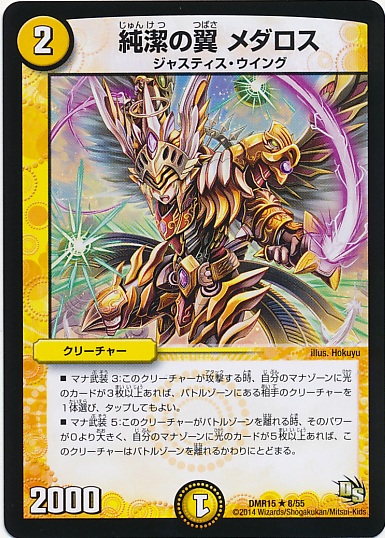 2
純潔の翼 メダロス
じゅんけつ つばさ
ジャスティス・ウイング
illus. Hokuyu
クリーチャー
■ マナ武装 3:このクリーチャーが攻撃する時、自分のマナゾーンに光
のカードが3枚以上あれば、バトルゾーンにある相手のクリーチャーを
1体選び、タップしてもよい。
■ マナ武装 5:このクリーチャーがバトルゾーンを離れる時、そのパワー
が0より大きく、自分のマナゾーンに光のカードが5枚以上あれば、こ
のクリーチャーはバトルゾーンを離れるかわりにとどまる。
2000
1
DMR15 ★ 8/55
©2014 Wizards/Shogakukan/Mitsui-Kids
DS